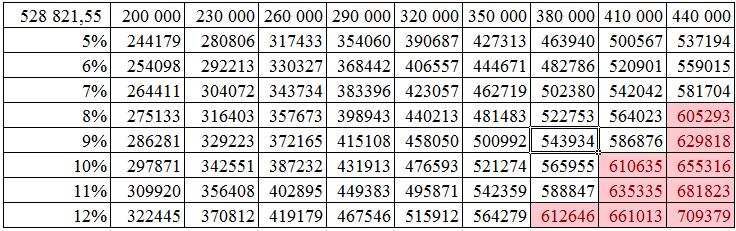 528 821,55 200 000 230 000 260 000 290 000 320 000 350 000 380 000 410 000 440 000
5% 244179 280806 317433 354060 390687 427313 463940 500567 537194
6% 254098 292213 330327 368442 406557 444671 482786 520901 559015
7% 264411 304072 343734 383396 423057 462719 502380 542042 581704
8% 275133 316403 357673 398943 440213 481483 522753 564023 605293
9% 286281 329223 372165 415108 458050 500992 543934 586876 629818
10% 297871 342551 387232 431913 476593 521274 565955 610635 655316
11% 309920 356408 402895 449383 495871 542359 588847 635335 681823
12% 322445 370812 419179 467546 515912 564279 612646 661013 709379